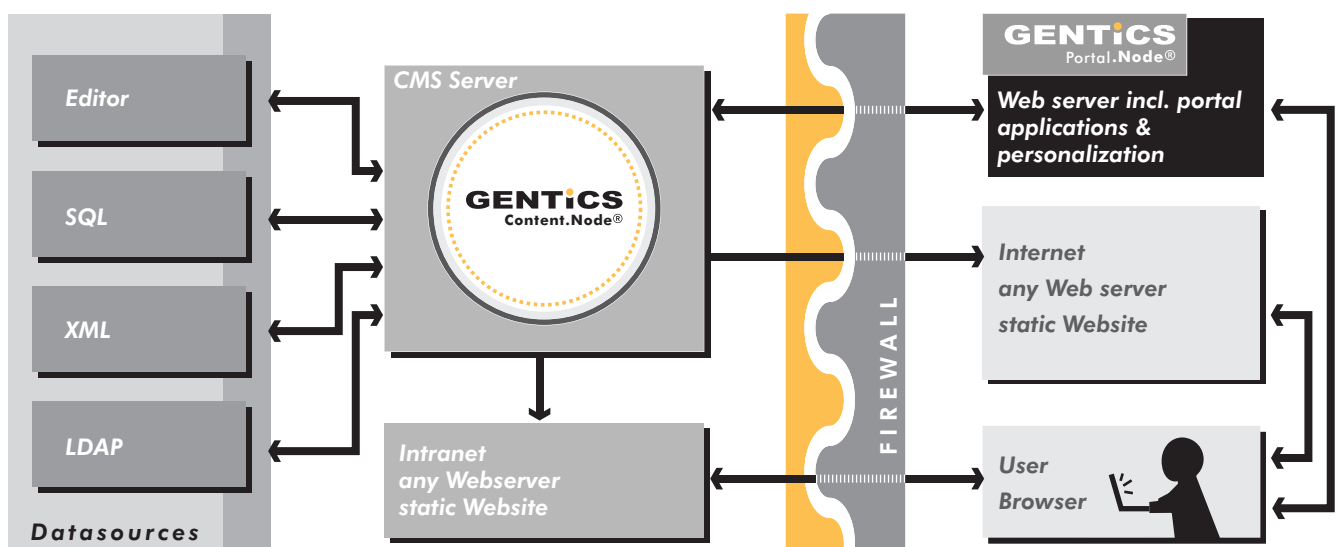 Editor
SQL
XML
LDAP
Datasources
CMS Server
GENTiCS
Content.Node®
Intranet
any Webserver
static Website
FIREWALL
GENTiCS
Portal.Node®
Web server incl. portal
applications &
personalization
Internet
any Web server
static Website
User
Browser